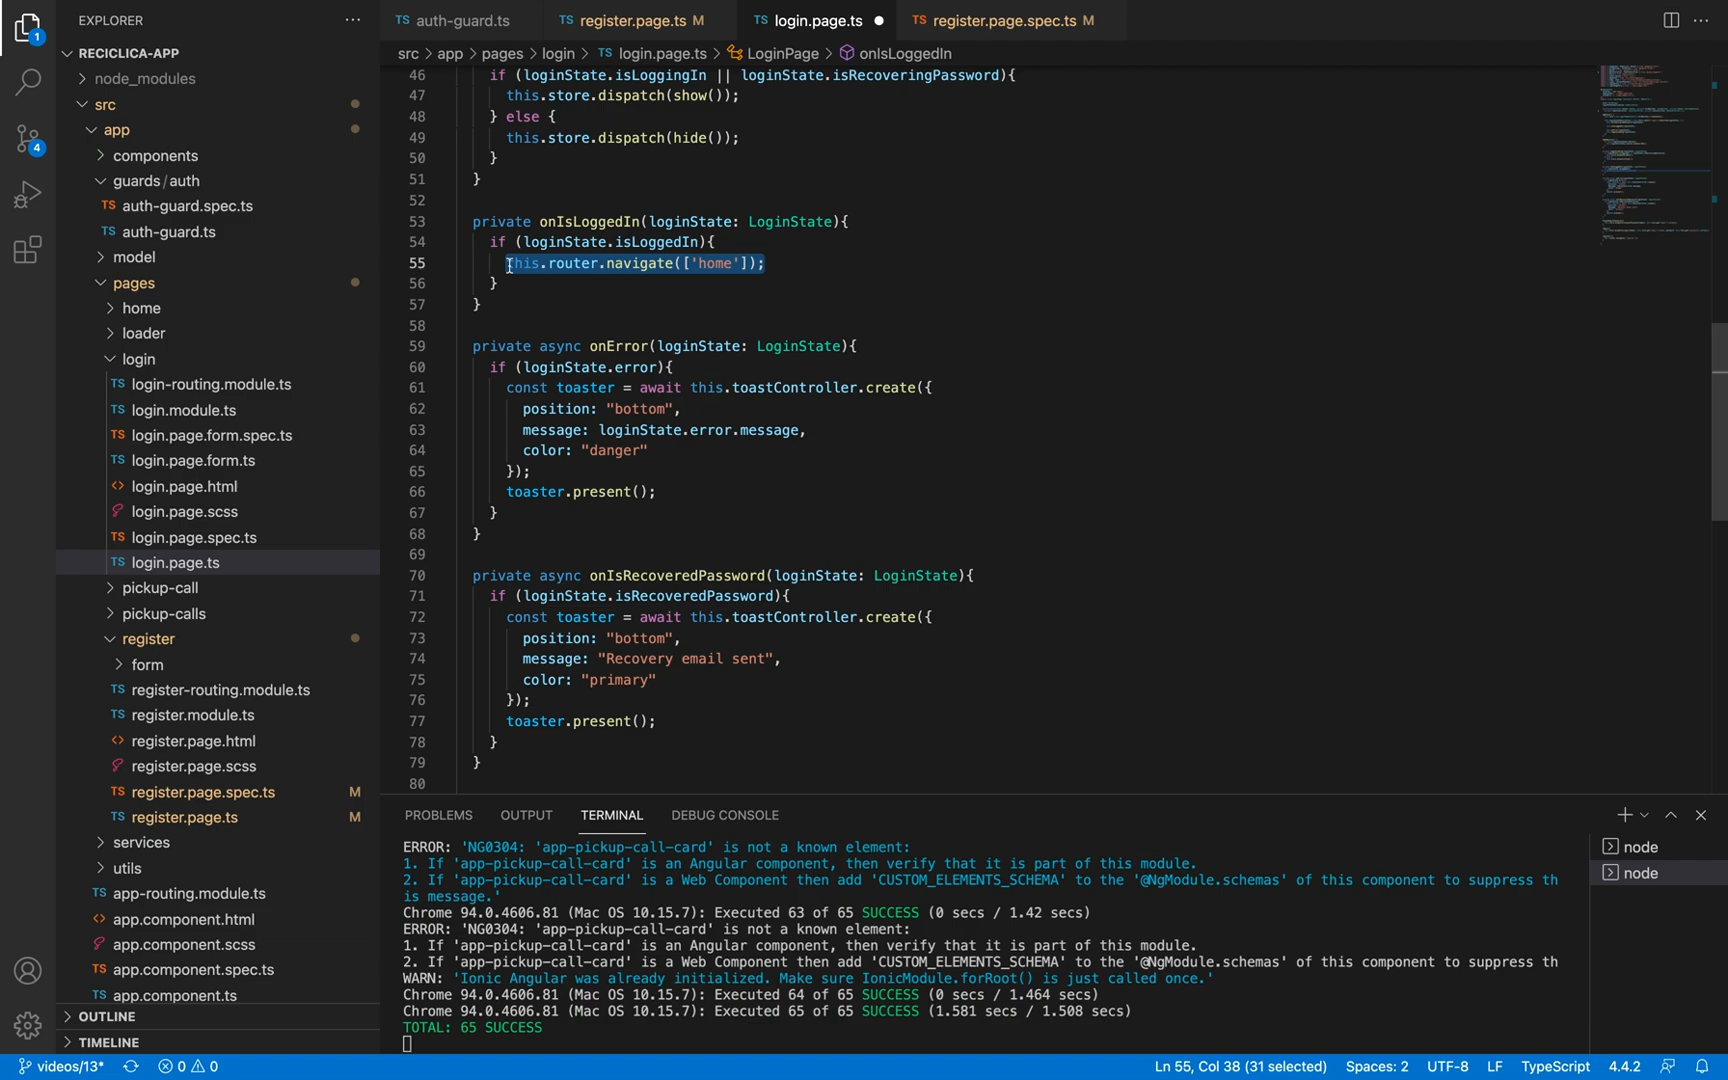 EXPLORER
RECICLICA-APP
node_modules
src
app
components
guards / auth
auth-guard.spec.ts
auth-guard.ts
model
pages
home
loader
login
login-routing.module.ts
login.module.ts
login.page.form.spec.ts
login.page.form.ts
login.page.html
login.page.scss
login.page.spec.ts
login.page.ts
pickup-call
pickup-calls
register
form
register-routing.module.ts
register.module.ts
register.page.html
register.page.scss
register.page.spec.ts M
register.page.ts M
services
utils
app-routing.module.ts
app.component.html
app.component.scss
app.component.spec.ts
app.component.ts
OUTLINE
TIMELINE
1
4
TS auth-guard.ts TS register.page.ts M TS login.page.ts TS register.page.spec.ts M
src > app > pages > login > TS login.page.ts > LoginPage > onIsLoggedIn
46 if (loginState.isLoggingIn || loginState.isRecoveringPassword){
47 this.store.dispatch(show());
48 } else {
49 this.store.dispatch(hide());
50 }
51 }
52
53 private onIsLoggedIn(loginState: LoginState){
54 if (loginState.isLoggedIn){
55 this.router.navigate(['home']);
56 }
57 }
58
59 private async onError(loginState: LoginState){
60 if (loginState.error){
61 const toaster = await this.toastController.create({
62 position: "bottom",
63 message: loginState.error.message,
64 color: "danger"
65 });
66 toaster.present();
67 }
68 }
69
70 private async onIsRecoveredPassword(loginState: LoginState){
71 if (loginState.isRecoveredPassword){
72 const toaster = await this.toastController.create({
73 position: "bottom",
74 message: "Recovery email sent",
75 color: "primary"
76 });
77 toaster.present();
78 }
79 }
80
PROBLEMS OUTPUT TERMINAL DEBUG CONSOLE
ERROR: 'NG0304: 'app-pickup-call-card' is not a known element:
1. If 'app-pickup-call-card' is an Angular component, then verify that it is part of this module.
2. If 'app-pickup-call-card' is a Web Component then add 'CUSTOM_ELEMENTS_SCHEMA' to the '@NgModule.schemas' of this component to suppress th
is message.'
Chrome 94.0.4606.81 (Mac OS 10.15.7): Executed 63 of 65 SUCCESS (0 secs / 1.42 secs)
ERROR: 'NG0304: 'app-pickup-call-card' is not a known element:
1. If 'app-pickup-call-card' is an Angular component, then verify that it is part of this module.
2. If 'app-pickup-call-card' is a Web Component then add 'CUSTOM_ELEMENTS_SCHEMA' to the '@NgModule.schemas' of this component to suppress th
WARN: 'Ionic Angular was already initialized. Make sure IonicModule.forRoot() is just called once.'
Chrome 94.0.4606.81 (Mac OS 10.15.7): Executed 64 of 65 SUCCESS (0 secs / 1.464 secs)
Chrome 94.0.4606.81 (Mac OS 10.15.7): Executed 65 of 65 SUCCESS (1.581 secs / 1.508 secs)
TOTAL: 65 SUCCESS
node
node
videos/13* 0 0 Ln 55, Col 38 (31 selected) Spaces: 2 UTF-8 LF TypeScript 4.4.2